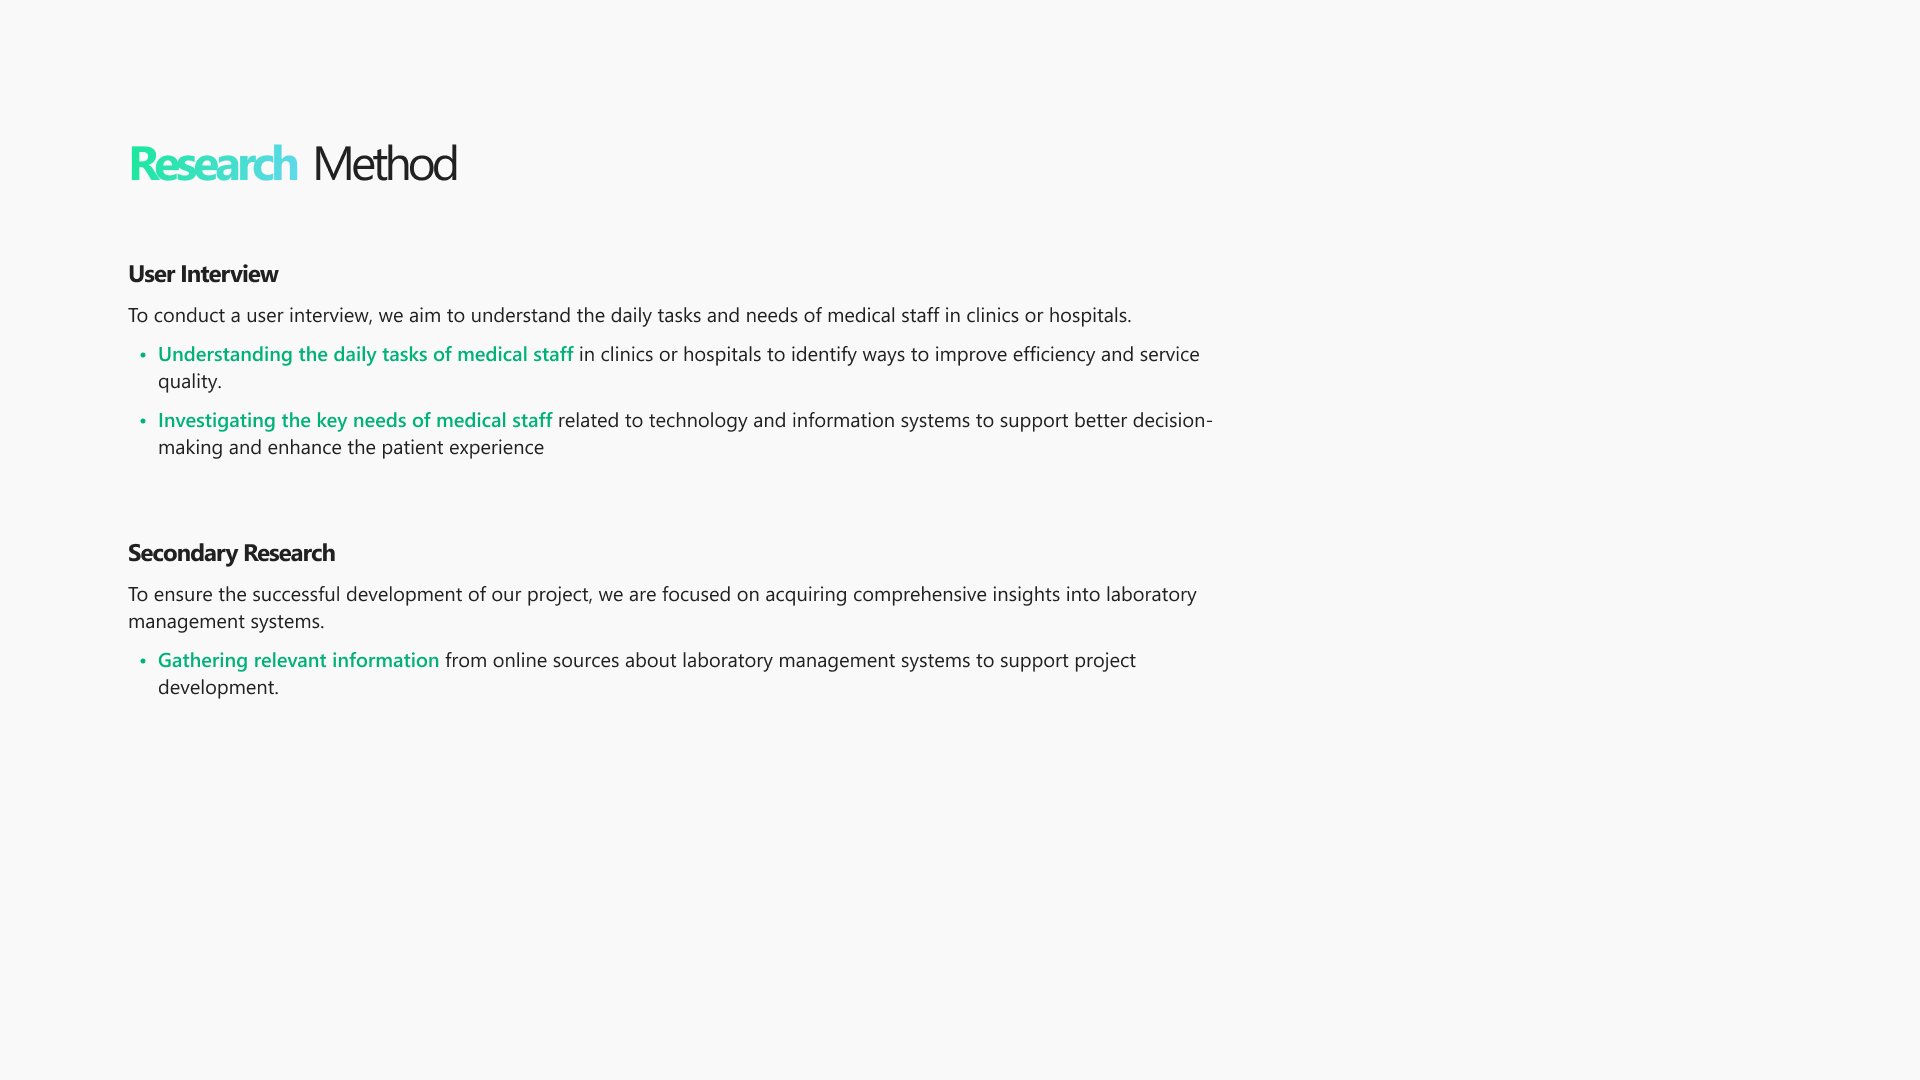 Research Method
User Interview
To conduct a user interview, we aim to understand the daily tasks and needs of medical staff in clinics or hospitals.
• Understanding the daily tasks of medical staff in clinics or hospitals to identify ways to improve efficiency and service
quality.
• Investigating the key needs of medical staff related to technology and information systems to support better decision-
making and enhance the patient experience
Secondary Research
To ensure the successful development of our project, we are focused on acquiring comprehensive insights into laboratory
management systems.
• Gathering relevant information from online sources about laboratory management systems to support project
development.